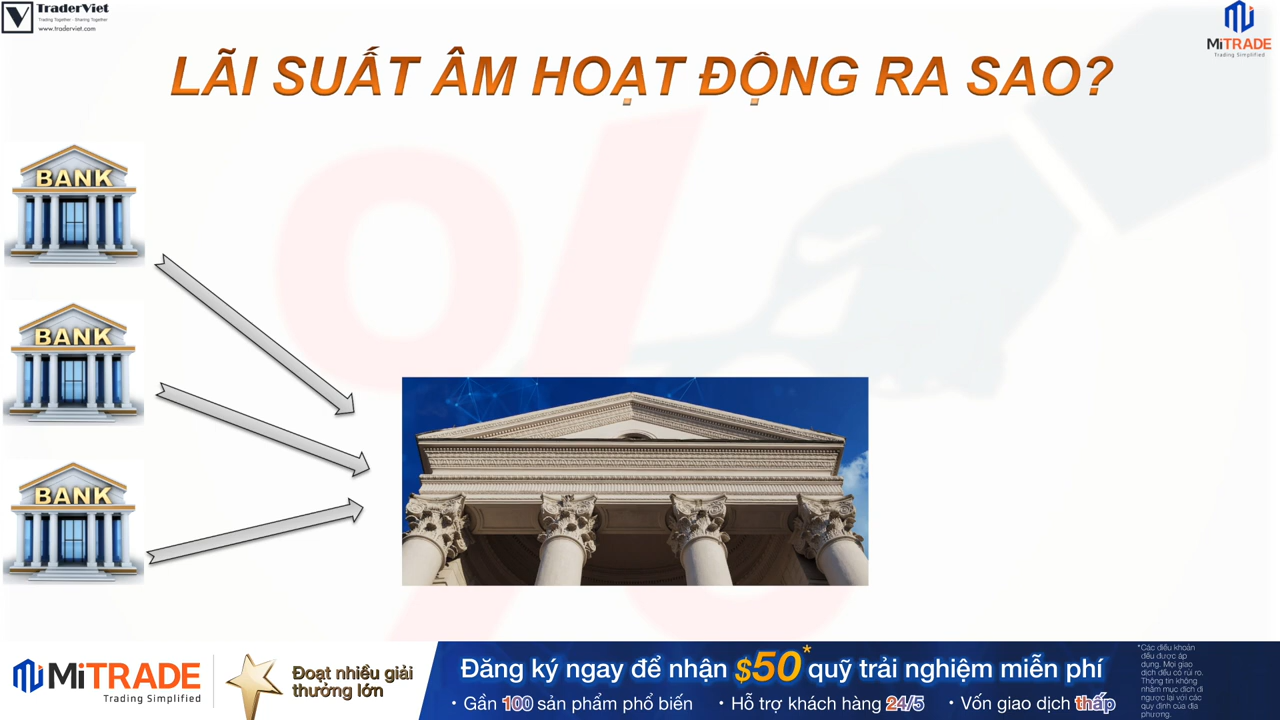 TraderViet
Trading Together - Sharing Together
www.traderviet.com
MiTRADE
Trading Simplified
LÃI SUẤT ÂM HOẠT ĐỘNG RA SAO?
BANK
BANK
BANK
MiTRADE
Trading Simplified
Đoạt nhiều giải
thưởng lớn
Đăng ký ngay để nhận $50* quỹ trải nghiệm miễn phí
• Gần 100 sản phẩm phổ biến • Hỗ trợ khách hàng 24/5 • Vốn giao dịch thấp
*Các điều khoản
đều được áp
dụng. Mọi giao
dịch đều có rủi ro.
Thông tin không
nhằm mục đích đi
ngược lại với các
quy định của địa
phương.